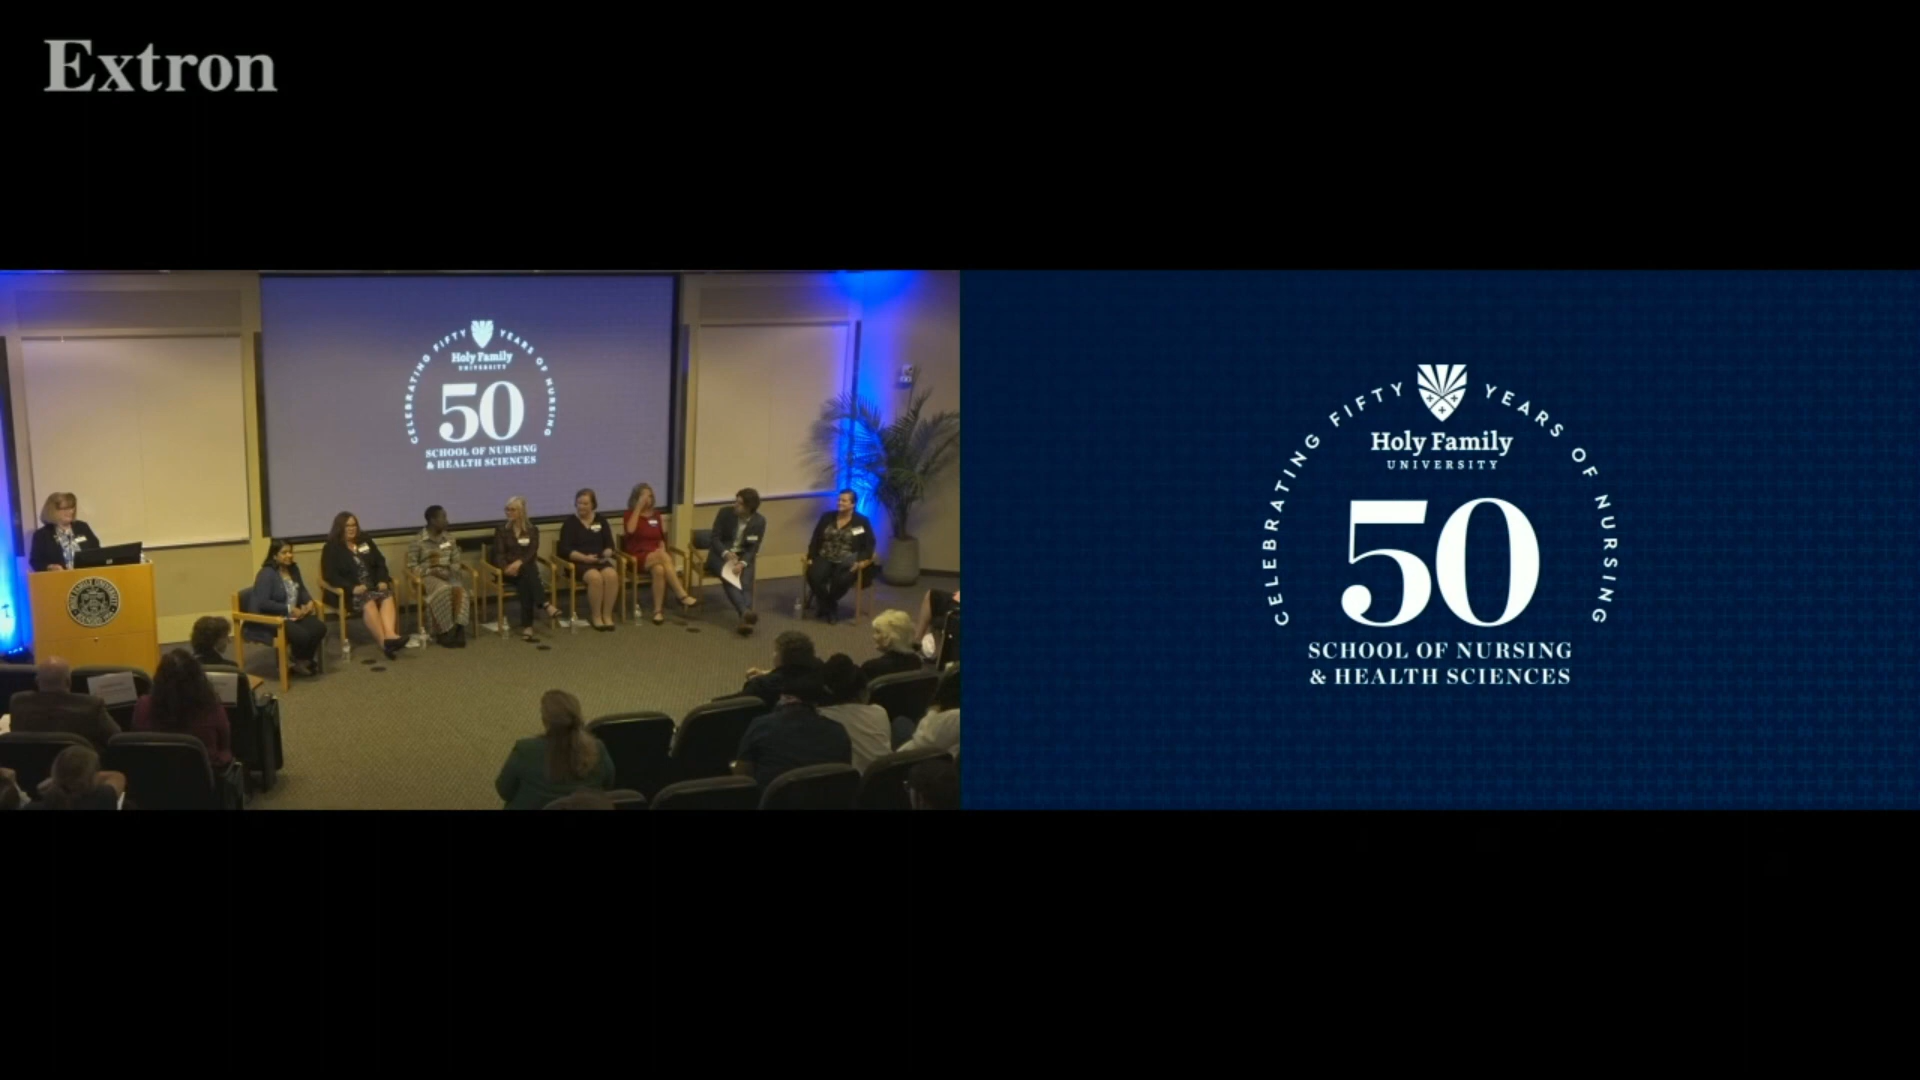 Extron
CELEBRATING FIFTY YEARS OF NURSING
Holy Family
UNIVERSITY
50
SCHOOL OF NURSING
& HEALTH SCIENCES
CELEBRATING FIFTY YEARS OF NURSING
Holy Family
UNIVERSITY
50
SCHOOL OF NURSING
& HEALTH SCIENCES